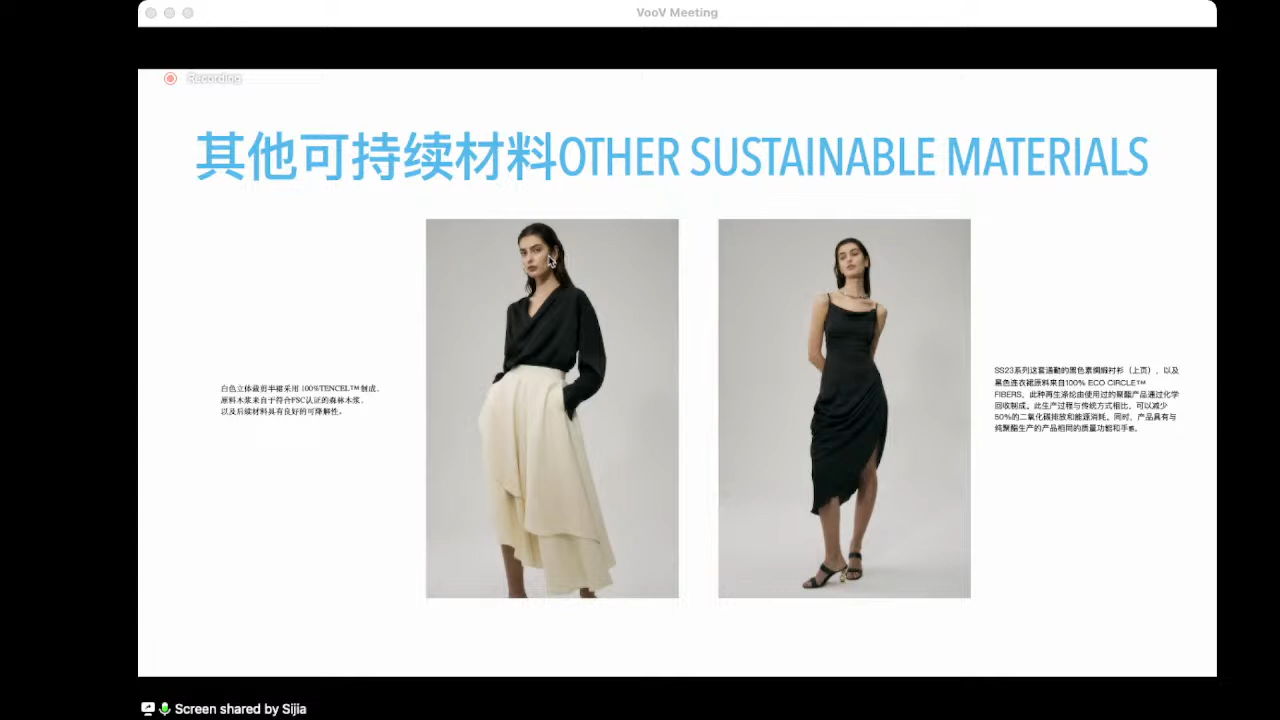 VooV Meeting
Recording
其他可持续材料OTHER SUSTAINABLE MATERIALS
白色立体裁剪半裙采用 100%TENCEL™制成。
原料木浆来自于符合FSC认证的森林木浆。
以及后续材料具有良好的可降解性。
SS23系列这套通勤的黑色素绸缎衬衫（上页），以及
黑色连衣裙原料来自100% ECO CIRCLE™
FIBERS，此种再生涤纶由使用过的聚酯产品通过化学
回收制成。此生产过程与传统方式相比，可以减少
50%的二氧化碳排放和能源消耗。同时，产品具有与
纯聚酯生产的产品相同的质量功能和手感。
Screen shared by Sijia